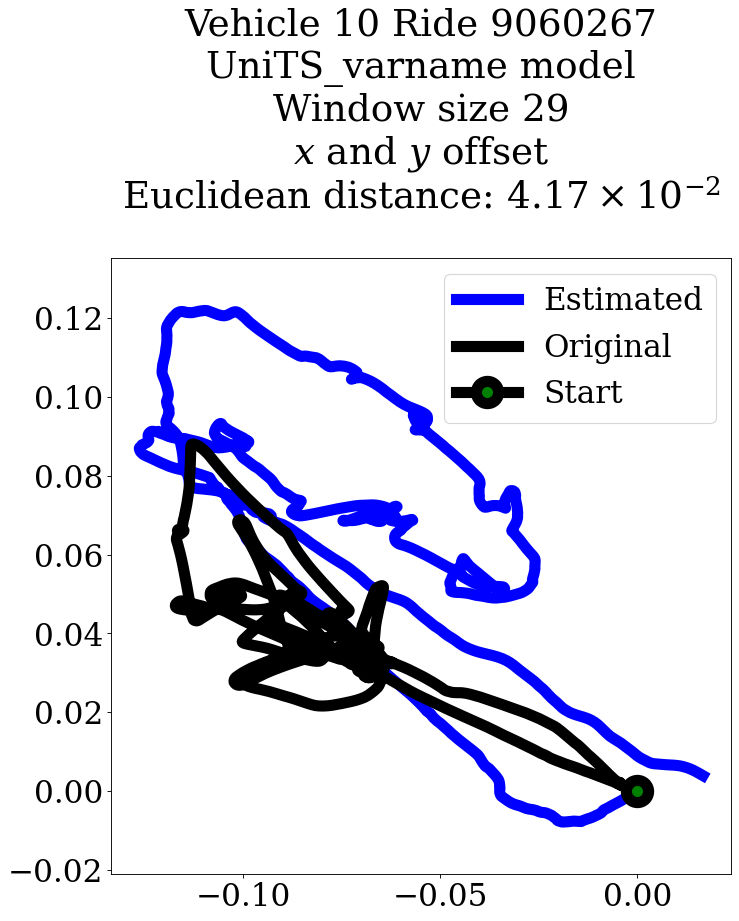 Vehicle 10 Ride 9060267
UniTS_varname model
Window size 29
x and y offset
Euclidean distance: 4.17 × 10⁻²
Estimated
Original
Start
0.12
0.10
0.08
0.06
0.04
0.02
0.00
−0.02
−0.10 −0.05 0.00